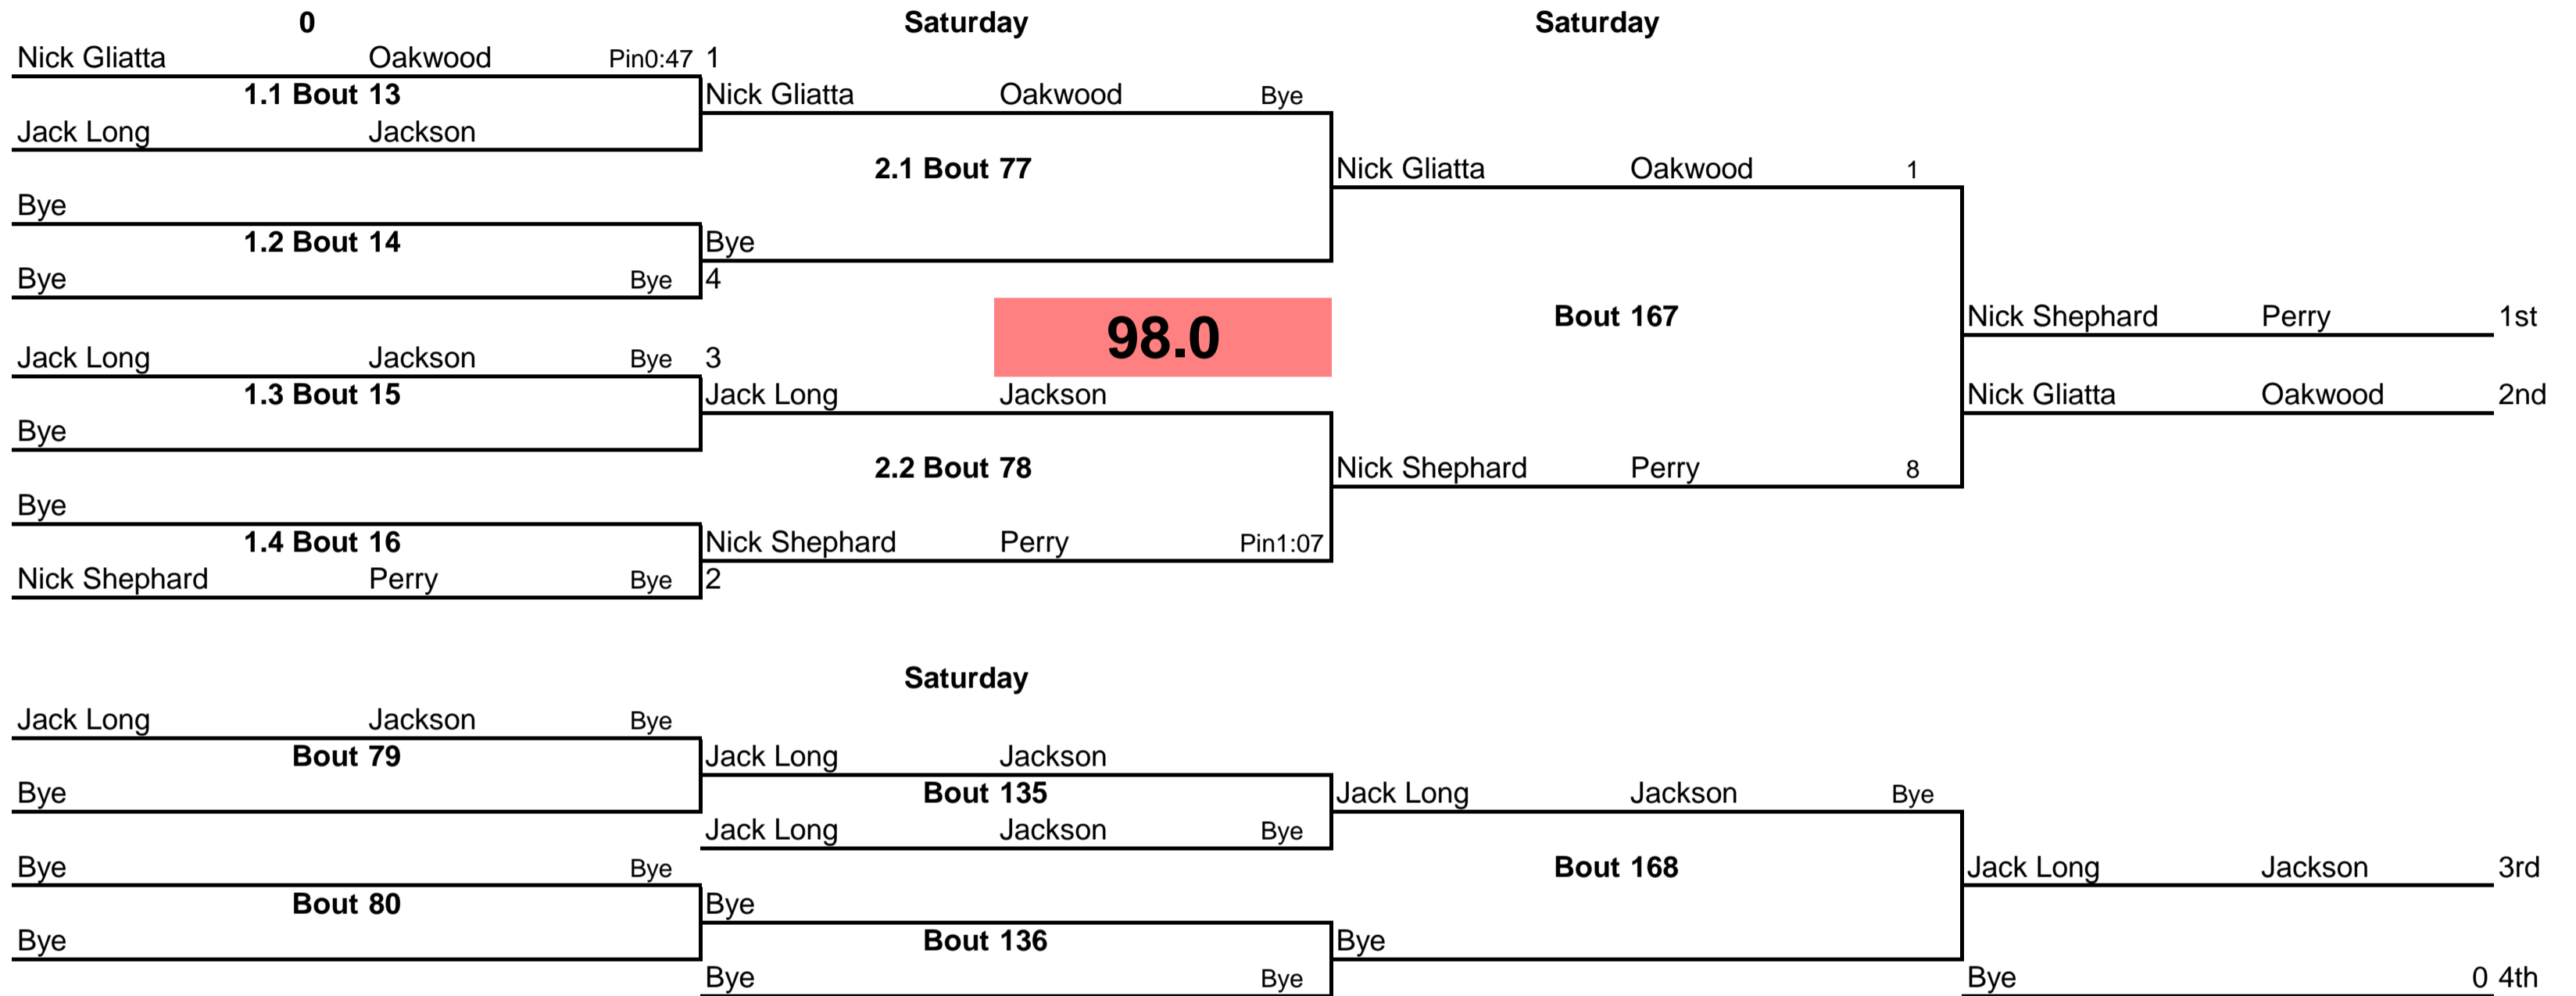 0 Saturday Saturday
Nick Gliatta Oakwood Pin0:47 1
1.1 Bout 13 Nick Gliatta Oakwood Bye
Jack Long Jackson
2.1 Bout 77 Nick Gliatta Oakwood 1
Bye
1.2 Bout 14 Bye
Bye Bye 4
98.0 Bout 167 Nick Shephard Perry 1st
Jack Long Jackson Bye 3
1.3 Bout 15 Jack Long Jackson Nick Gliatta Oakwood 2nd
Bye
2.2 Bout 78 Nick Shephard Perry 8
Bye
1.4 Bout 16 Nick Shephard Perry Pin1:07
Nick Shephard Perry Bye 2
Saturday
Jack Long Jackson Bye
Bout 79 Jack Long Jackson
Bye Bout 135 Jack Long Jackson Bye
Jack Long Jackson Bye
Bye Bye Bout 168 Jack Long Jackson 3rd
Bout 80 Bye
Bye Bout 136 Bye
Bye Bye Bye 0 4th